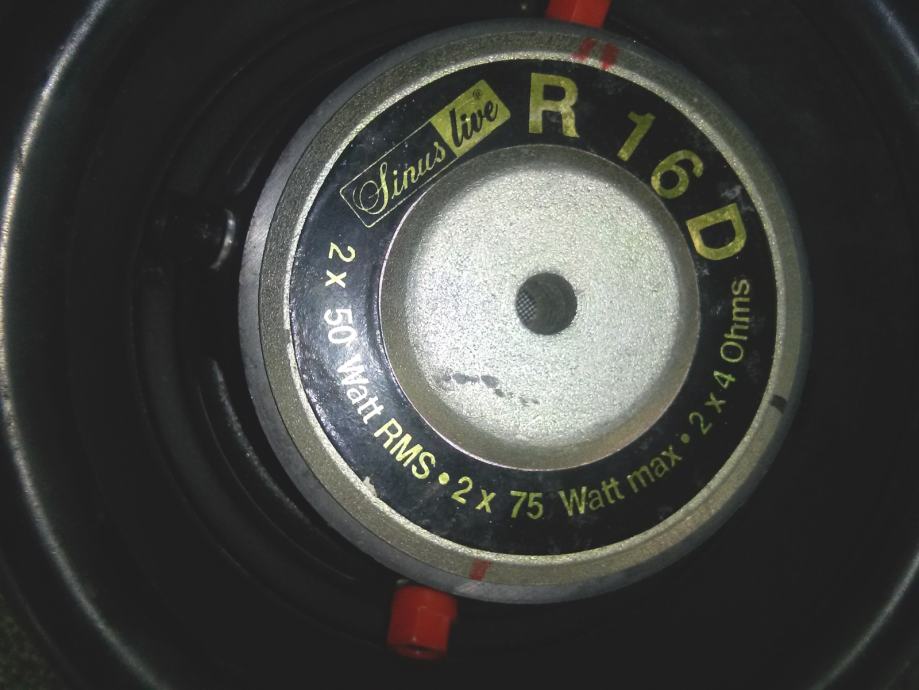 Sinus live®
R 16 D
2 x 50 Watt RMS • 2 x 75 Watt max • 2 x 4 Ohms